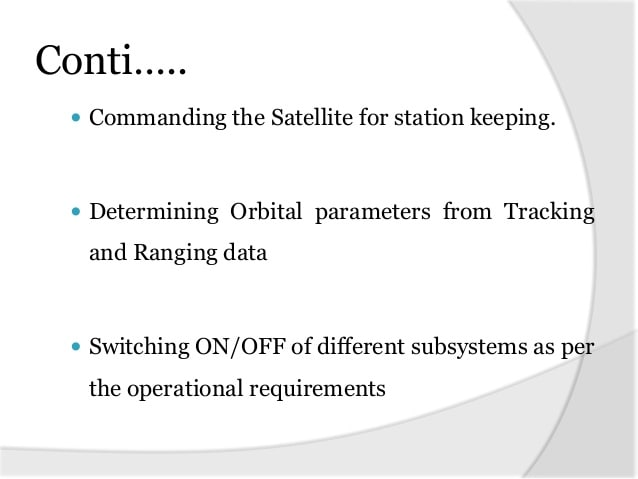 Conti.....
• Commanding the Satellite for station keeping.
• Determining Orbital parameters from Tracking
and Ranging data
• Switching ON/OFF of different subsystems as per
the operational requirements